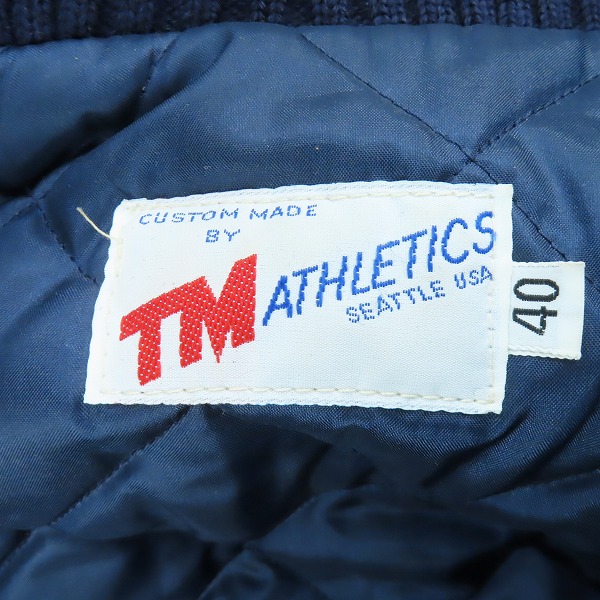 CUSTOM MADE
BY
TM ATHLETICS
SEATTLE USA
40